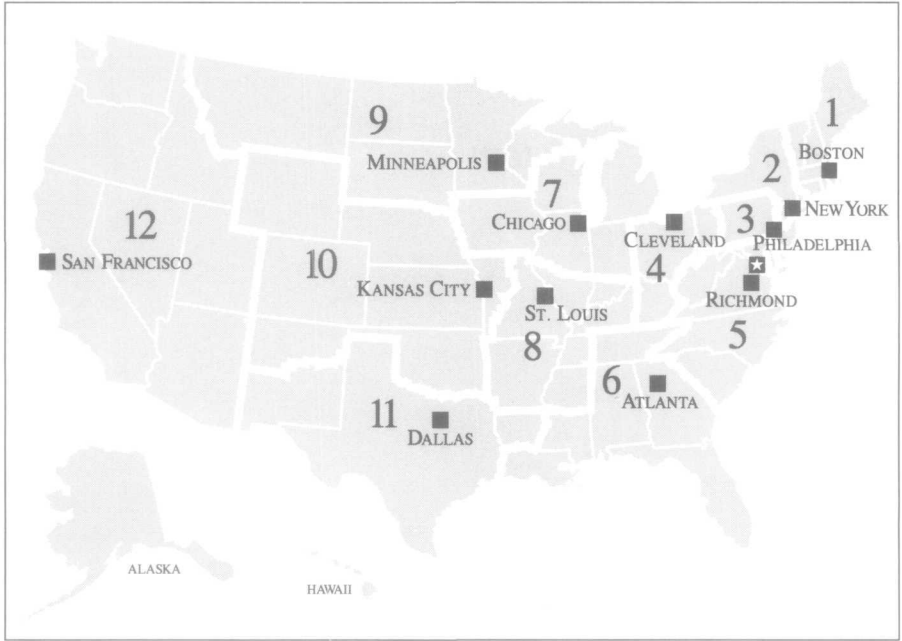 1
BOSTON
9
MINNEAPOLIS
2
7
NEW YORK
CHICAGO
3
12
CLEVELAND
PHILADELPHIA
SAN FRANCISCO
10
4
KANSAS CITY
RICHMOND
ST. LOUIS
5
8
6
ATLANTA
11
DALLAS
ALASKA
HAWAII